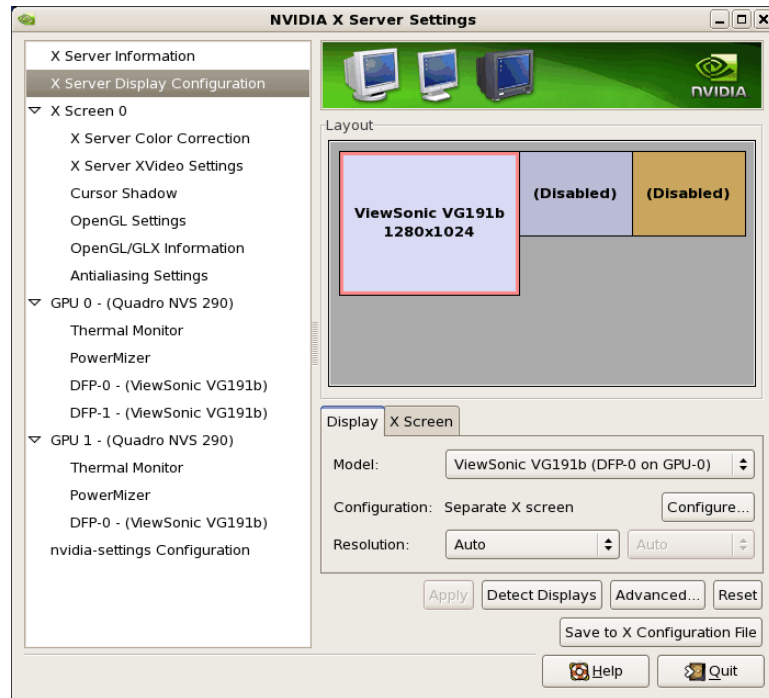 NVIDIA X Server Settings
X Server Information
X Server Display Configuration
X Screen 0
X Server Color Correction
X Server XVideo Settings
Cursor Shadow
OpenGL Settings
OpenGL/GLX Information
Antialiasing Settings
GPU 0 - (Quadro NVS 290)
Thermal Monitor
PowerMizer
DFP-0 - (ViewSonic VG191b)
DFP-1 - (ViewSonic VG191b)
GPU 1 - (Quadro NVS 290)
Thermal Monitor
PowerMizer
DFP-0 - (ViewSonic VG191b)
nvidia-settings Configuration
NVIDIA
Layout
ViewSonic VG191b
1280x1024
(Disabled)
(Disabled)
Display X Screen
Model: ViewSonic VG191b (DFP-0 on GPU-0)
Configuration: Separate X screen Configure...
Resolution: Auto Auto
Apply Detect Displays Advanced... Reset
Save to X Configuration File
Help Quit